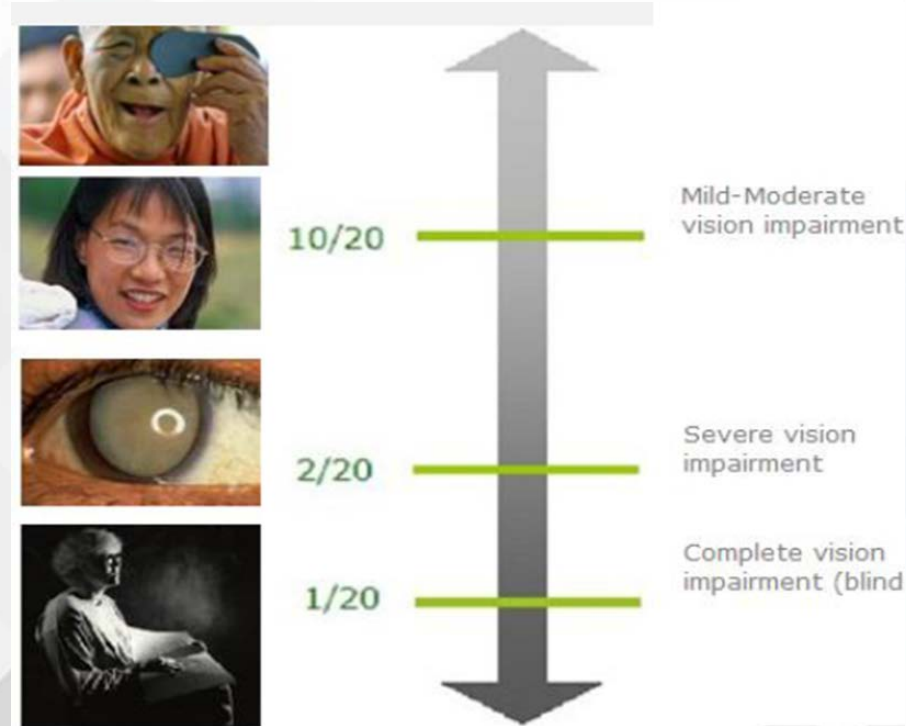 10/20
Mild-Moderate
vision impairment
2/20
Severe vision
impairment
1/20
Complete vision
impairment (blind